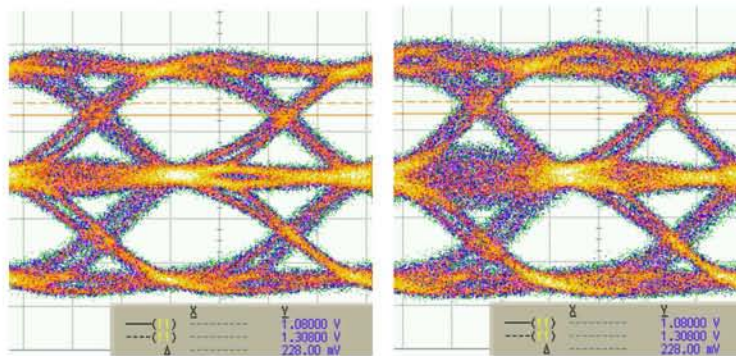 X Y
—( ) -------- 1.08000 V
---( ) -------- 1.30800 V
Δ -------- 228.00 mV
X Y
—( ) -------- 1.08000 V
---( ) -------- 1.30800 V
Δ -------- 228.00 mV